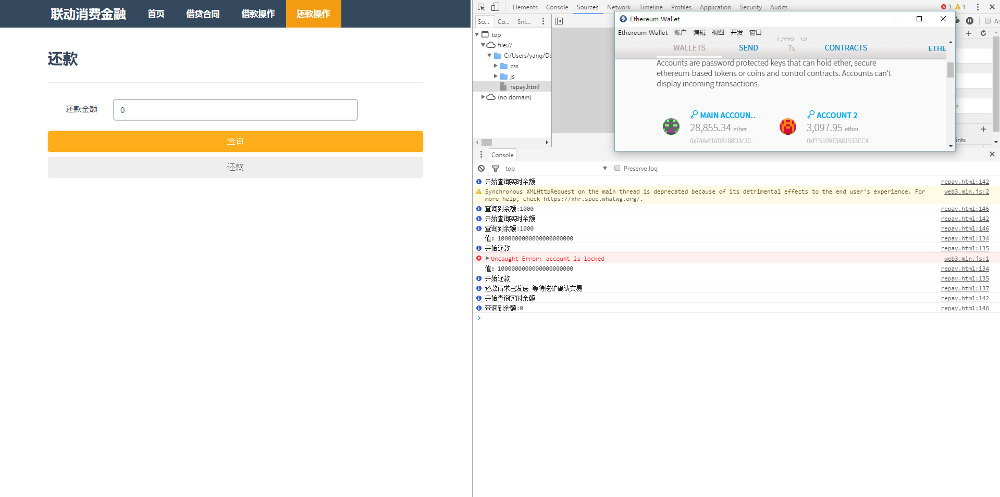 联动消费金融 首页 借贷合同 借款操作 还款操作
还款
还款金额 0
查询
还款
Elements Console Sources Network Timeline Profiles Application Security Audits 1 1
So... Co... Sni...
top
file://
C:/Users/yang/De
css
js
repay.html
(no domain)
Ethereum Wallet
Ethereum Wallet 账户 编辑 视图 开发 窗口
7,448
WALLETS SEND 7s CONTRACTS ETHE
Accounts are password protected keys that can hold ether, secure
ethereum-based tokens or coins and control contracts. Accounts can't
display incoming transactions.
MAIN ACCOUN.. ACCOUNT 2
28,855.34 ether 3,097.95 ether
0x74Aef10D8188D3c30... 0xFF510973A81533CC4...
As
ints
Console
top Preserve log
开始查询实时余额 repay.html:142
Synchronous XMLHttpRequest on the main thread is deprecated because of its detrimental effects to the end user's experience. For web3.min.js:2
more help, check https://xhr.spec.whatwg.org/.
查询到余额:1000 repay.html:146
开始查询实时余额 repay.html:142
查询到余额:1000 repay.html:146
值: 1000000000000000000000 repay.html:134
开始还款 repay.html:135
Uncaught Error: account is locked web3.min.js:1
值: 1000000000000000000000 repay.html:134
开始还款 repay.html:135
还款请求已发送 等待挖矿确认交易 repay.html:137
开始查询实时余额 repay.html:142
查询到余额:0 repay.html:146